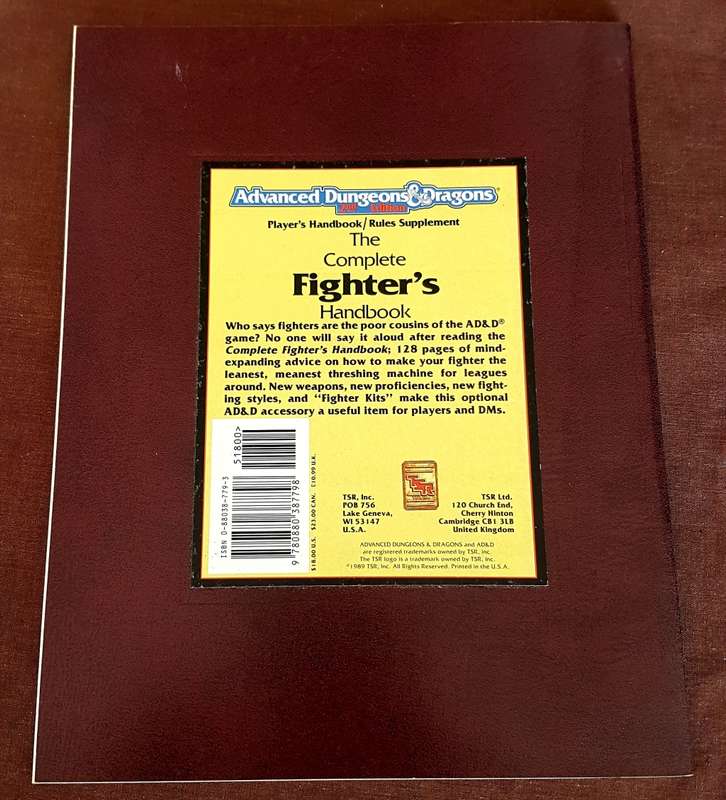 Advanced Dungeons & Dragons®
2nd Edition
Player's Handbook/Rules Supplement
The
Complete
Fighter's
Handbook
Who says fighters are the poor cousins of the AD&D®
game? No one will say it aloud after reading the
Complete Fighter's Handbook; 128 pages of mind-
expanding advice on how to make your fighter the
leanest, meanest threshing machine for leagues
around. New weapons, new proficiencies, new fight-
ing styles, and "Fighter Kits" make this optional
AD&D accessory a useful item for players and DMs.
51800>
ISBN 0-88038-779-3
9 780880 387798
$18.00 U.S. $23.00 CAN. £10.99 U.K.
TSR, Inc.
POB 756
Lake Geneva,
WI 53147
U.S.A.
TSR
TSR Ltd.
120 Church End,
Cherry Hinton
Cambridge CB1 3LB
United Kingdom
ADVANCED DUNGEONS & DRAGONS and AD&D
are registered trademarks owned by TSR, Inc.
The TSR logo is a trademark owned by TSR, Inc.
©1989 TSR, Inc. All Rights Reserved. Printed in the U.S.A.